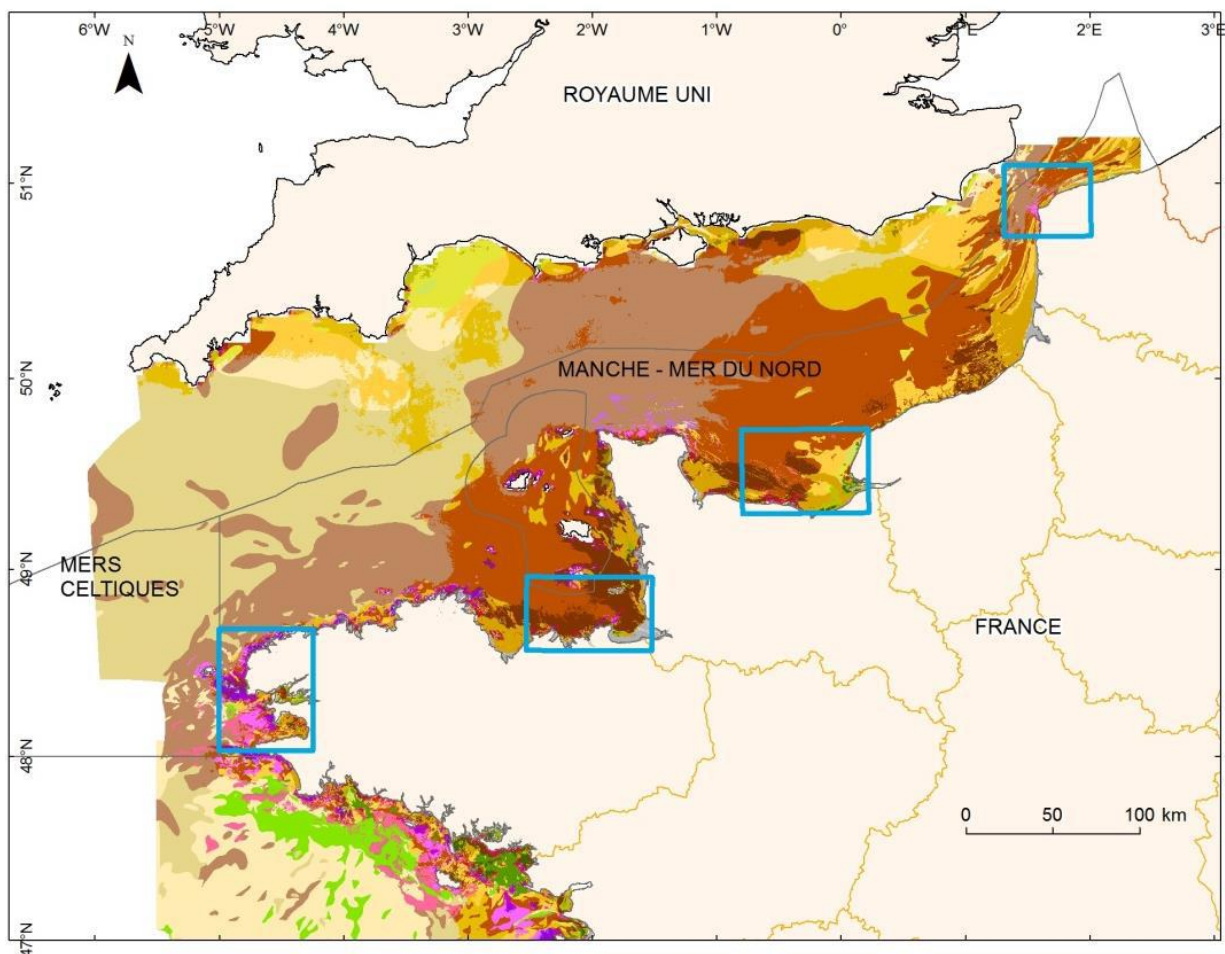 6°W 5°W 4°W 3°W 2°W 1°W 0° 1°E 2°E 3°E
N
ROYAUME UNI
51°N
50°N
MANCHE - MER DU NORD
49°N
MERS
CELTIQUES
FRANCE
48°N
0 50 100 km
47°N